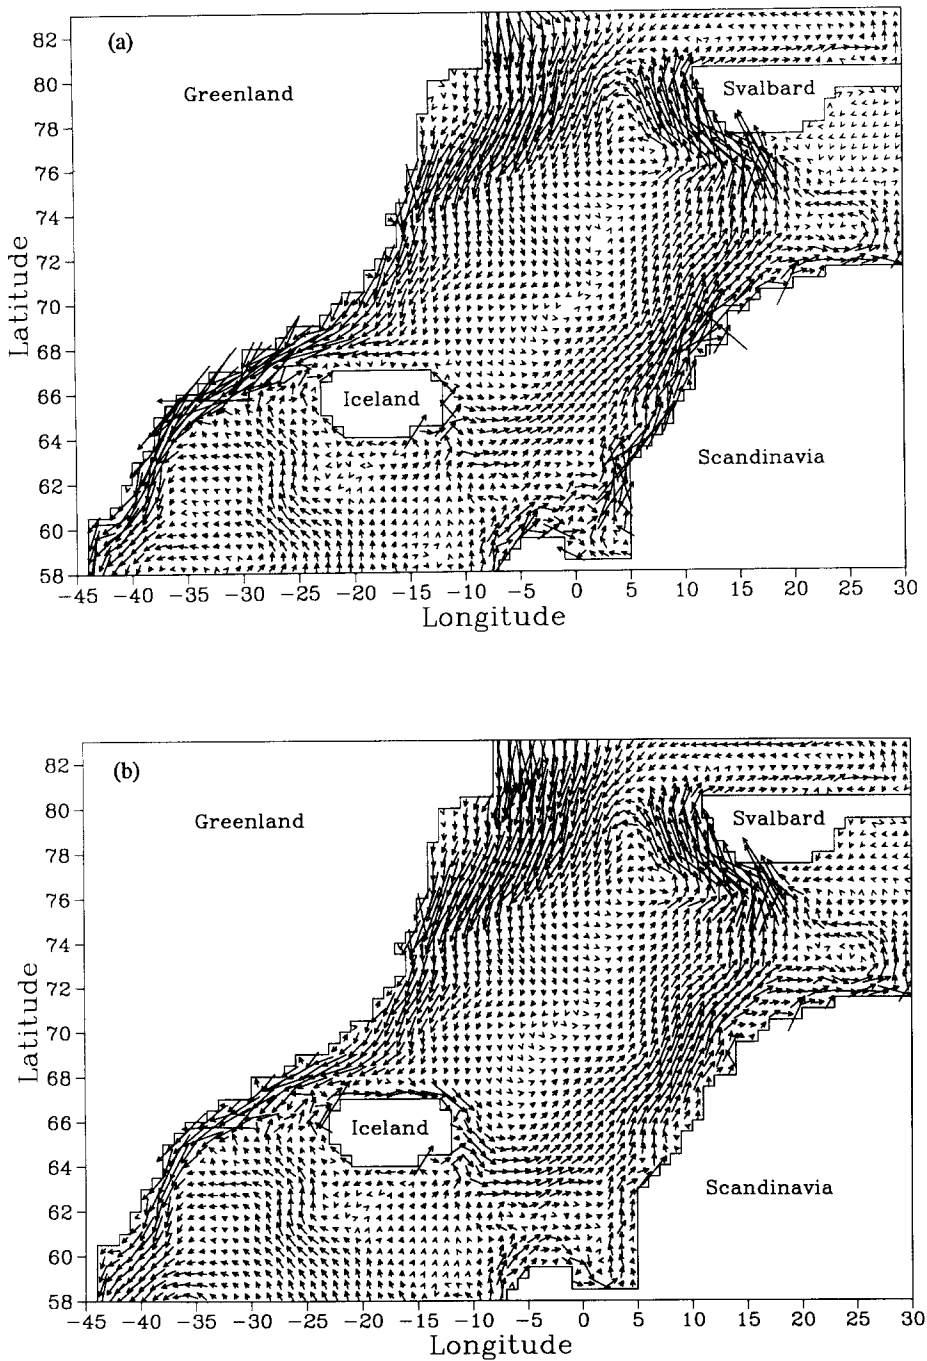 (a)
82
80
78
76
74
72
70
68
66
64
62
60
58
Latitude
Greenland
Svalbard
Iceland
Scandinavia
−45 −40 −35 −30 −25 −20 −15 −10 −5 0 5 10 15 20 25 30
Longitude
(b)
82
80
78
76
74
72
70
68
66
64
62
60
58
Latitude
Greenland
Svalbard
Iceland
Scandinavia
−45 −40 −35 −30 −25 −20 −15 −10 −5 0 5 10 15 20 25 30
Longitude